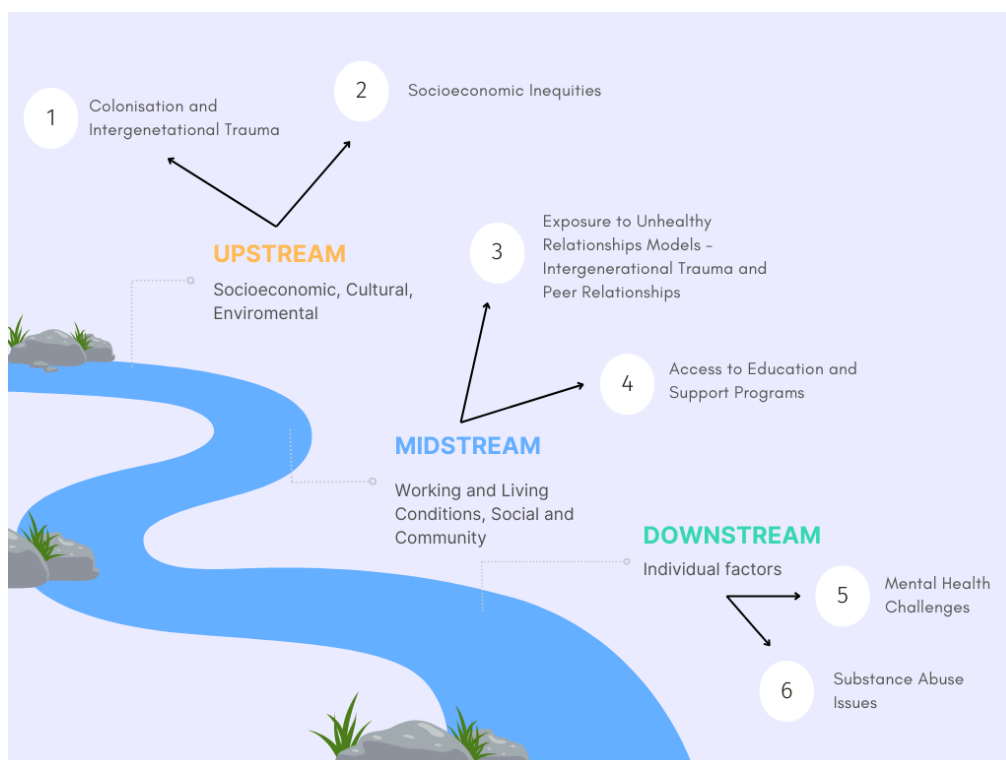 1
Colonisation and
Intergenetational Trauma
2
Socioeconomic Inequities
UPSTREAM
Socioeconomic, Cultural,
Enviromental
3
Exposure to Unhealthy
Relationships Models -
Intergenerational Trauma and
Peer Relationships
4
Access to Education and
Support Programs
MIDSTREAM
Working and Living
Conditions, Social and
Community
DOWNSTREAM
Individual factors
5
Mental Health
Challenges
6
Substance Abuse
Issues